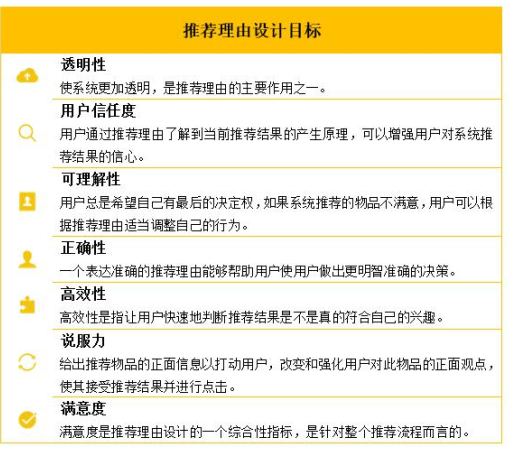 推荐理由设计目标
透明性
使系统更加透明，是推荐理由的主要作用之一。
用户信任度
用户通过推荐理由了解到当前推荐结果的产生原理，可以增强用户对系统推
荐结果的信心。
可理解性
用户总是希望自己有最后的决定权，如果系统推荐的物品不满意，用户可以根
据推荐理由适当调整自己的行为。
正确性
一个表达准确的推荐理由能够帮助用户使用户做出更明智准确的决策。
高效性
高效性是指让用户快速地判断推荐结果是不是真的符合自己的兴趣。
说服力
给出推荐物品的正面信息以打动用户，改变和强化用户对此物品的正面观点，
使其接受推荐结果并进行点击。
满意度
满意度是推荐理由设计的一个综合性指标，是针对整个推荐流程而言的。